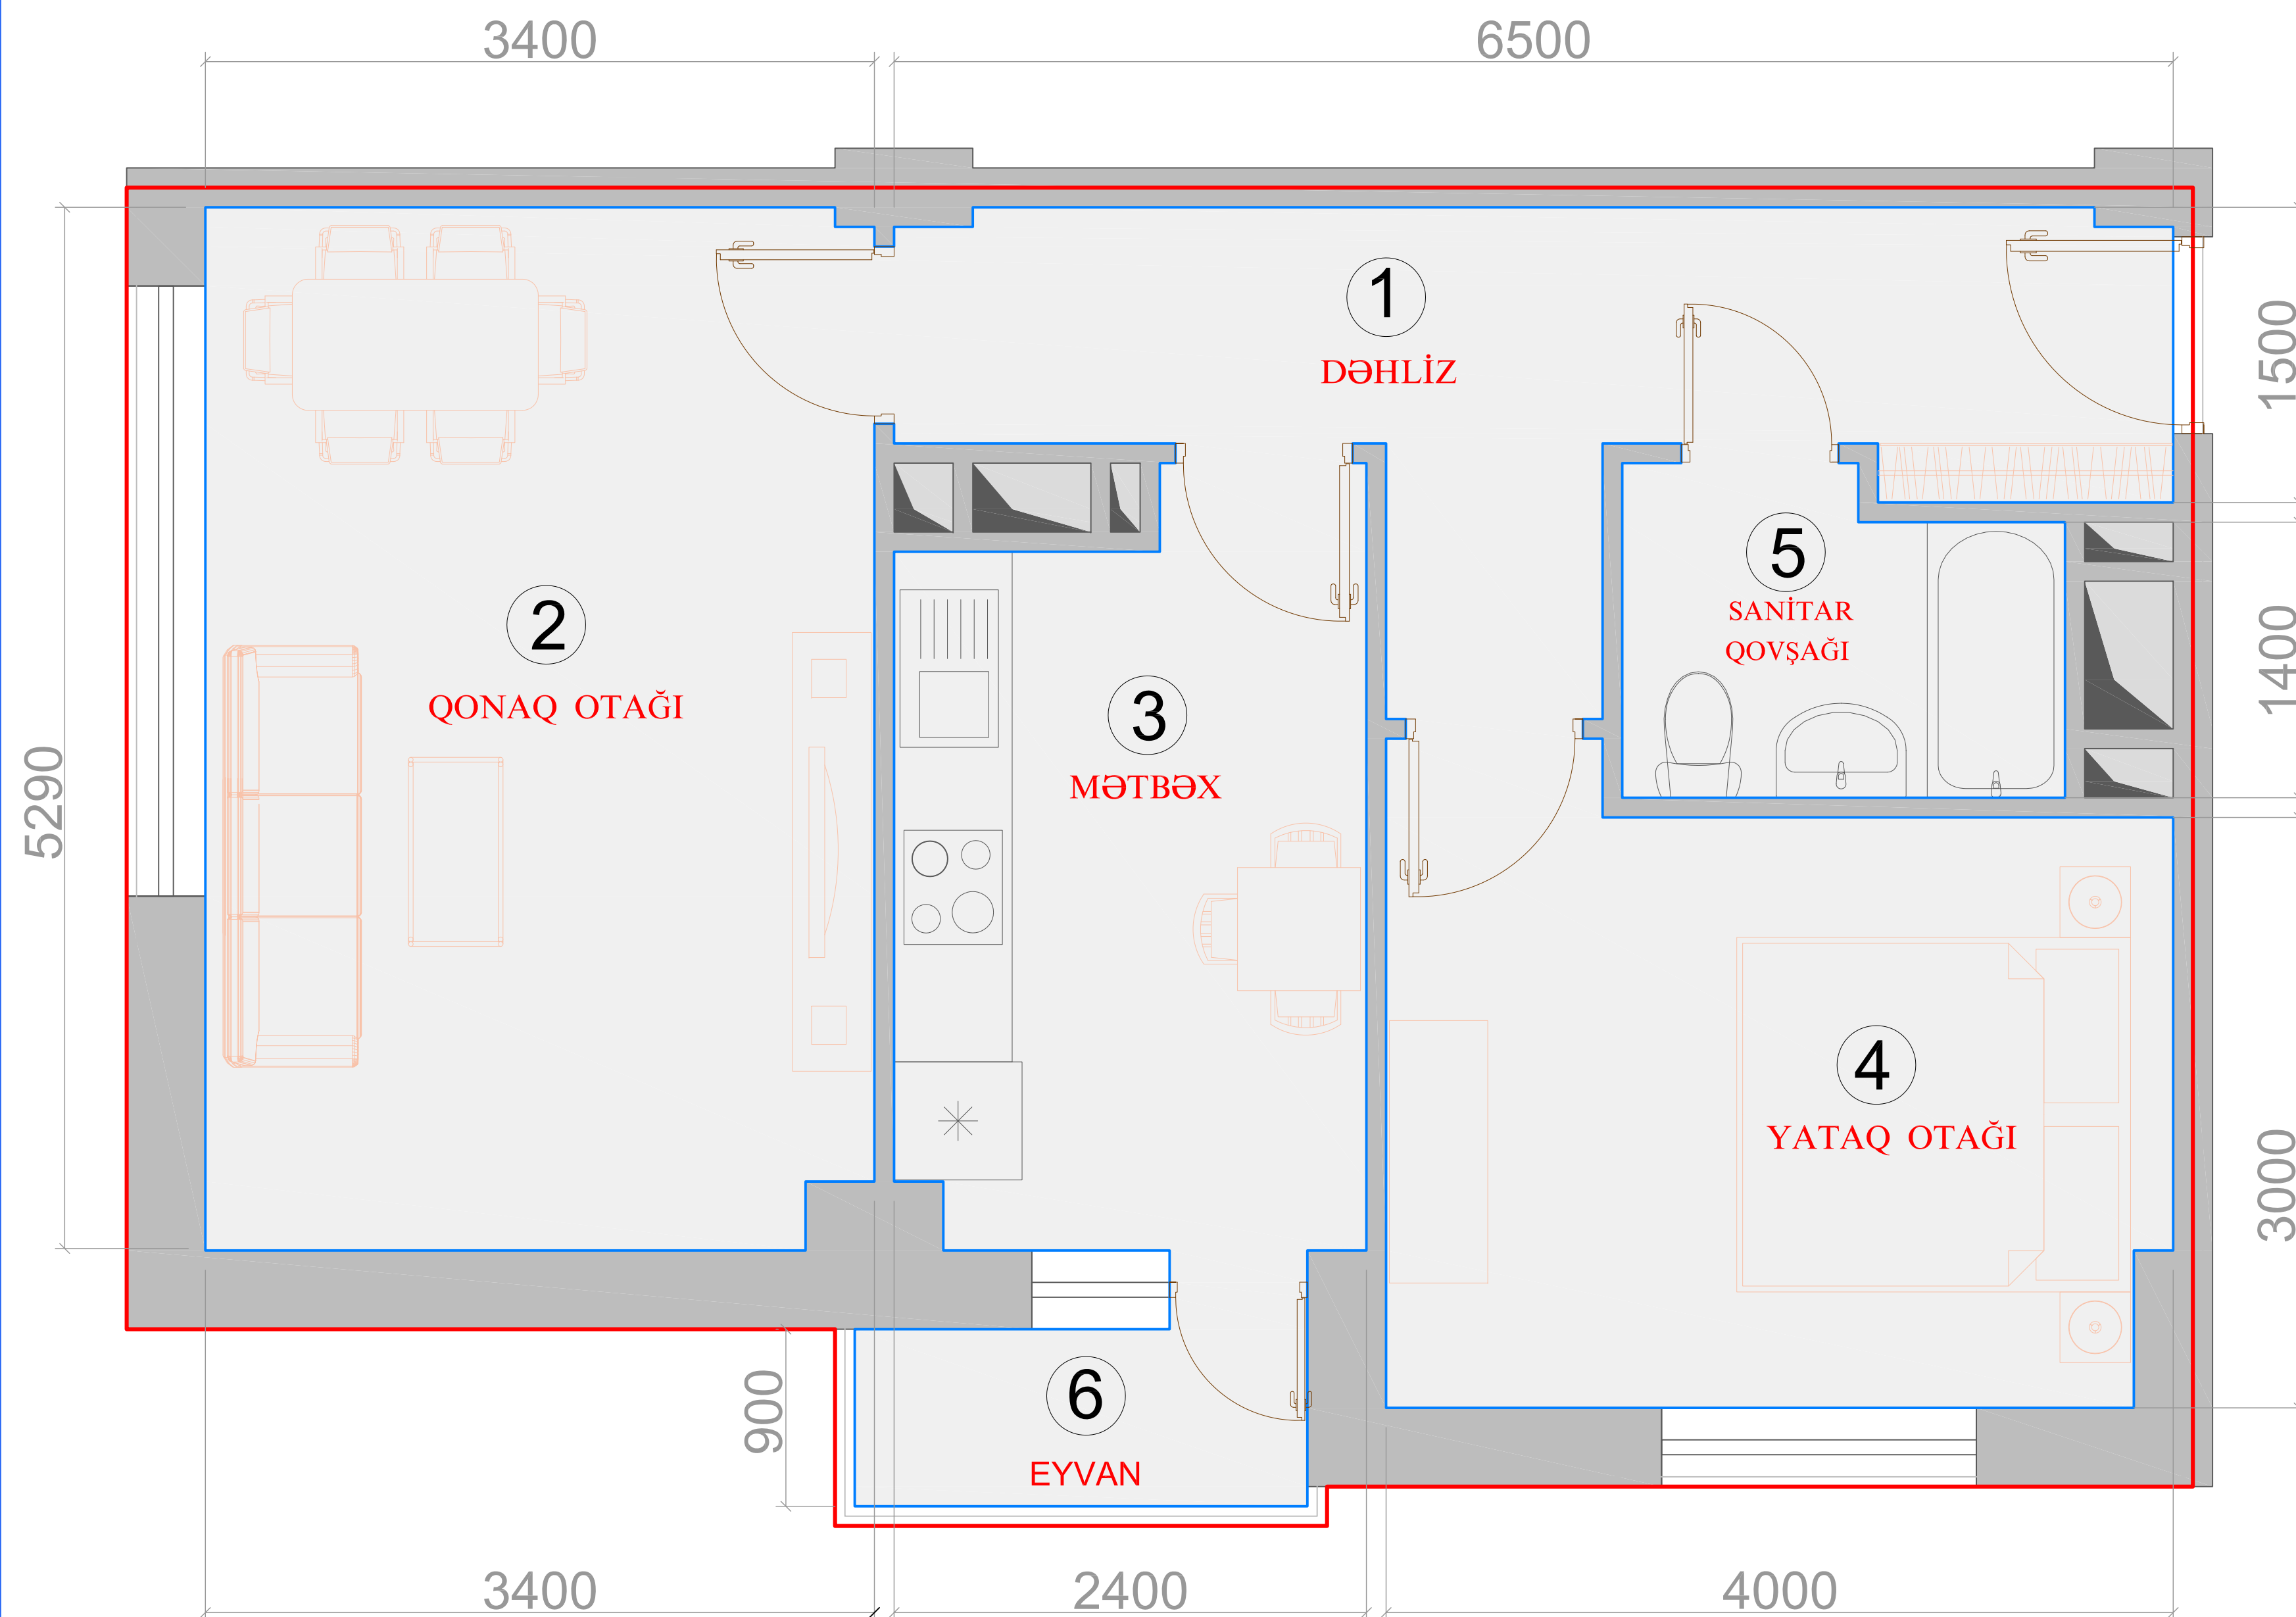 3400
6500
1
DƏHLİZ
1500
2
QONAQ OTAĞI
3
MƏTBƏX
5
SANİTAR
QOVŞAĞI
1400
5290
4
YATAQ OTAĞI
3000
900
6
EYVAN
3400
2400
4000